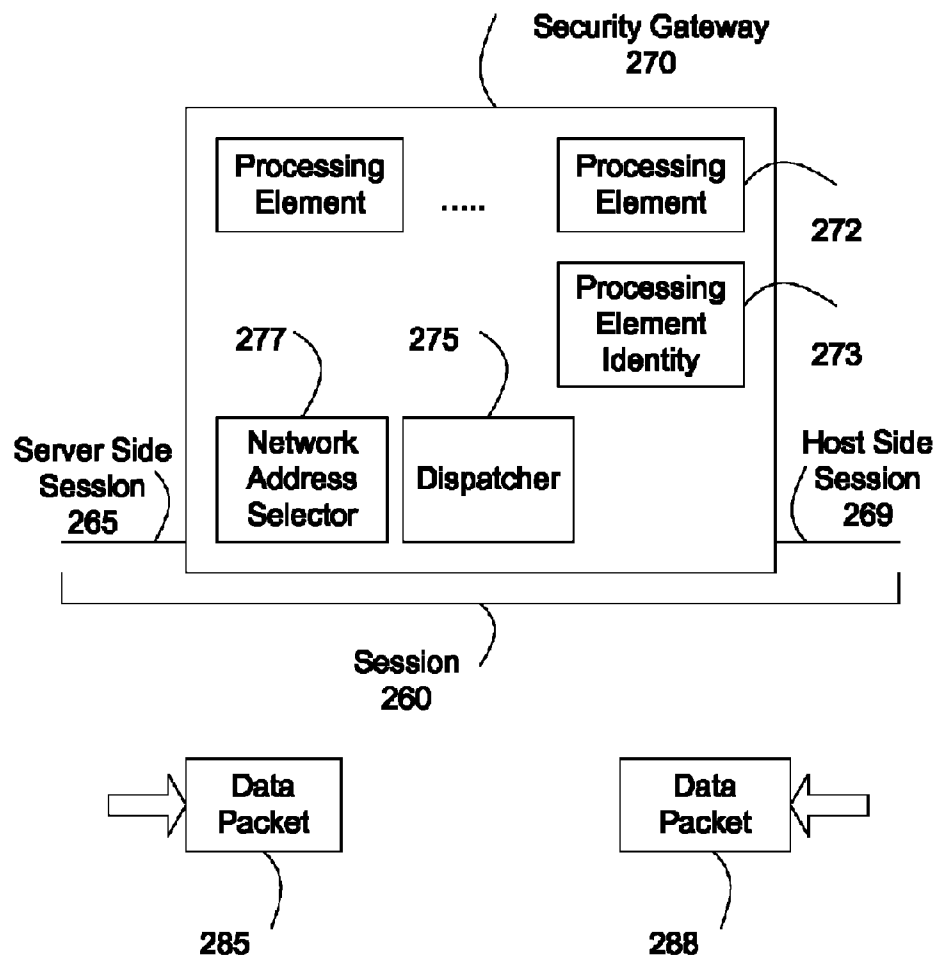 Security Gateway
270
Processing
Element
.....
Processing
Element
272
Processing
Element
Identity
273
277
275
Network
Address
Selector
Dispatcher
Server Side
Session
265
Host Side
Session
269
Session
260
Data
Packet
285
Data
Packet
288